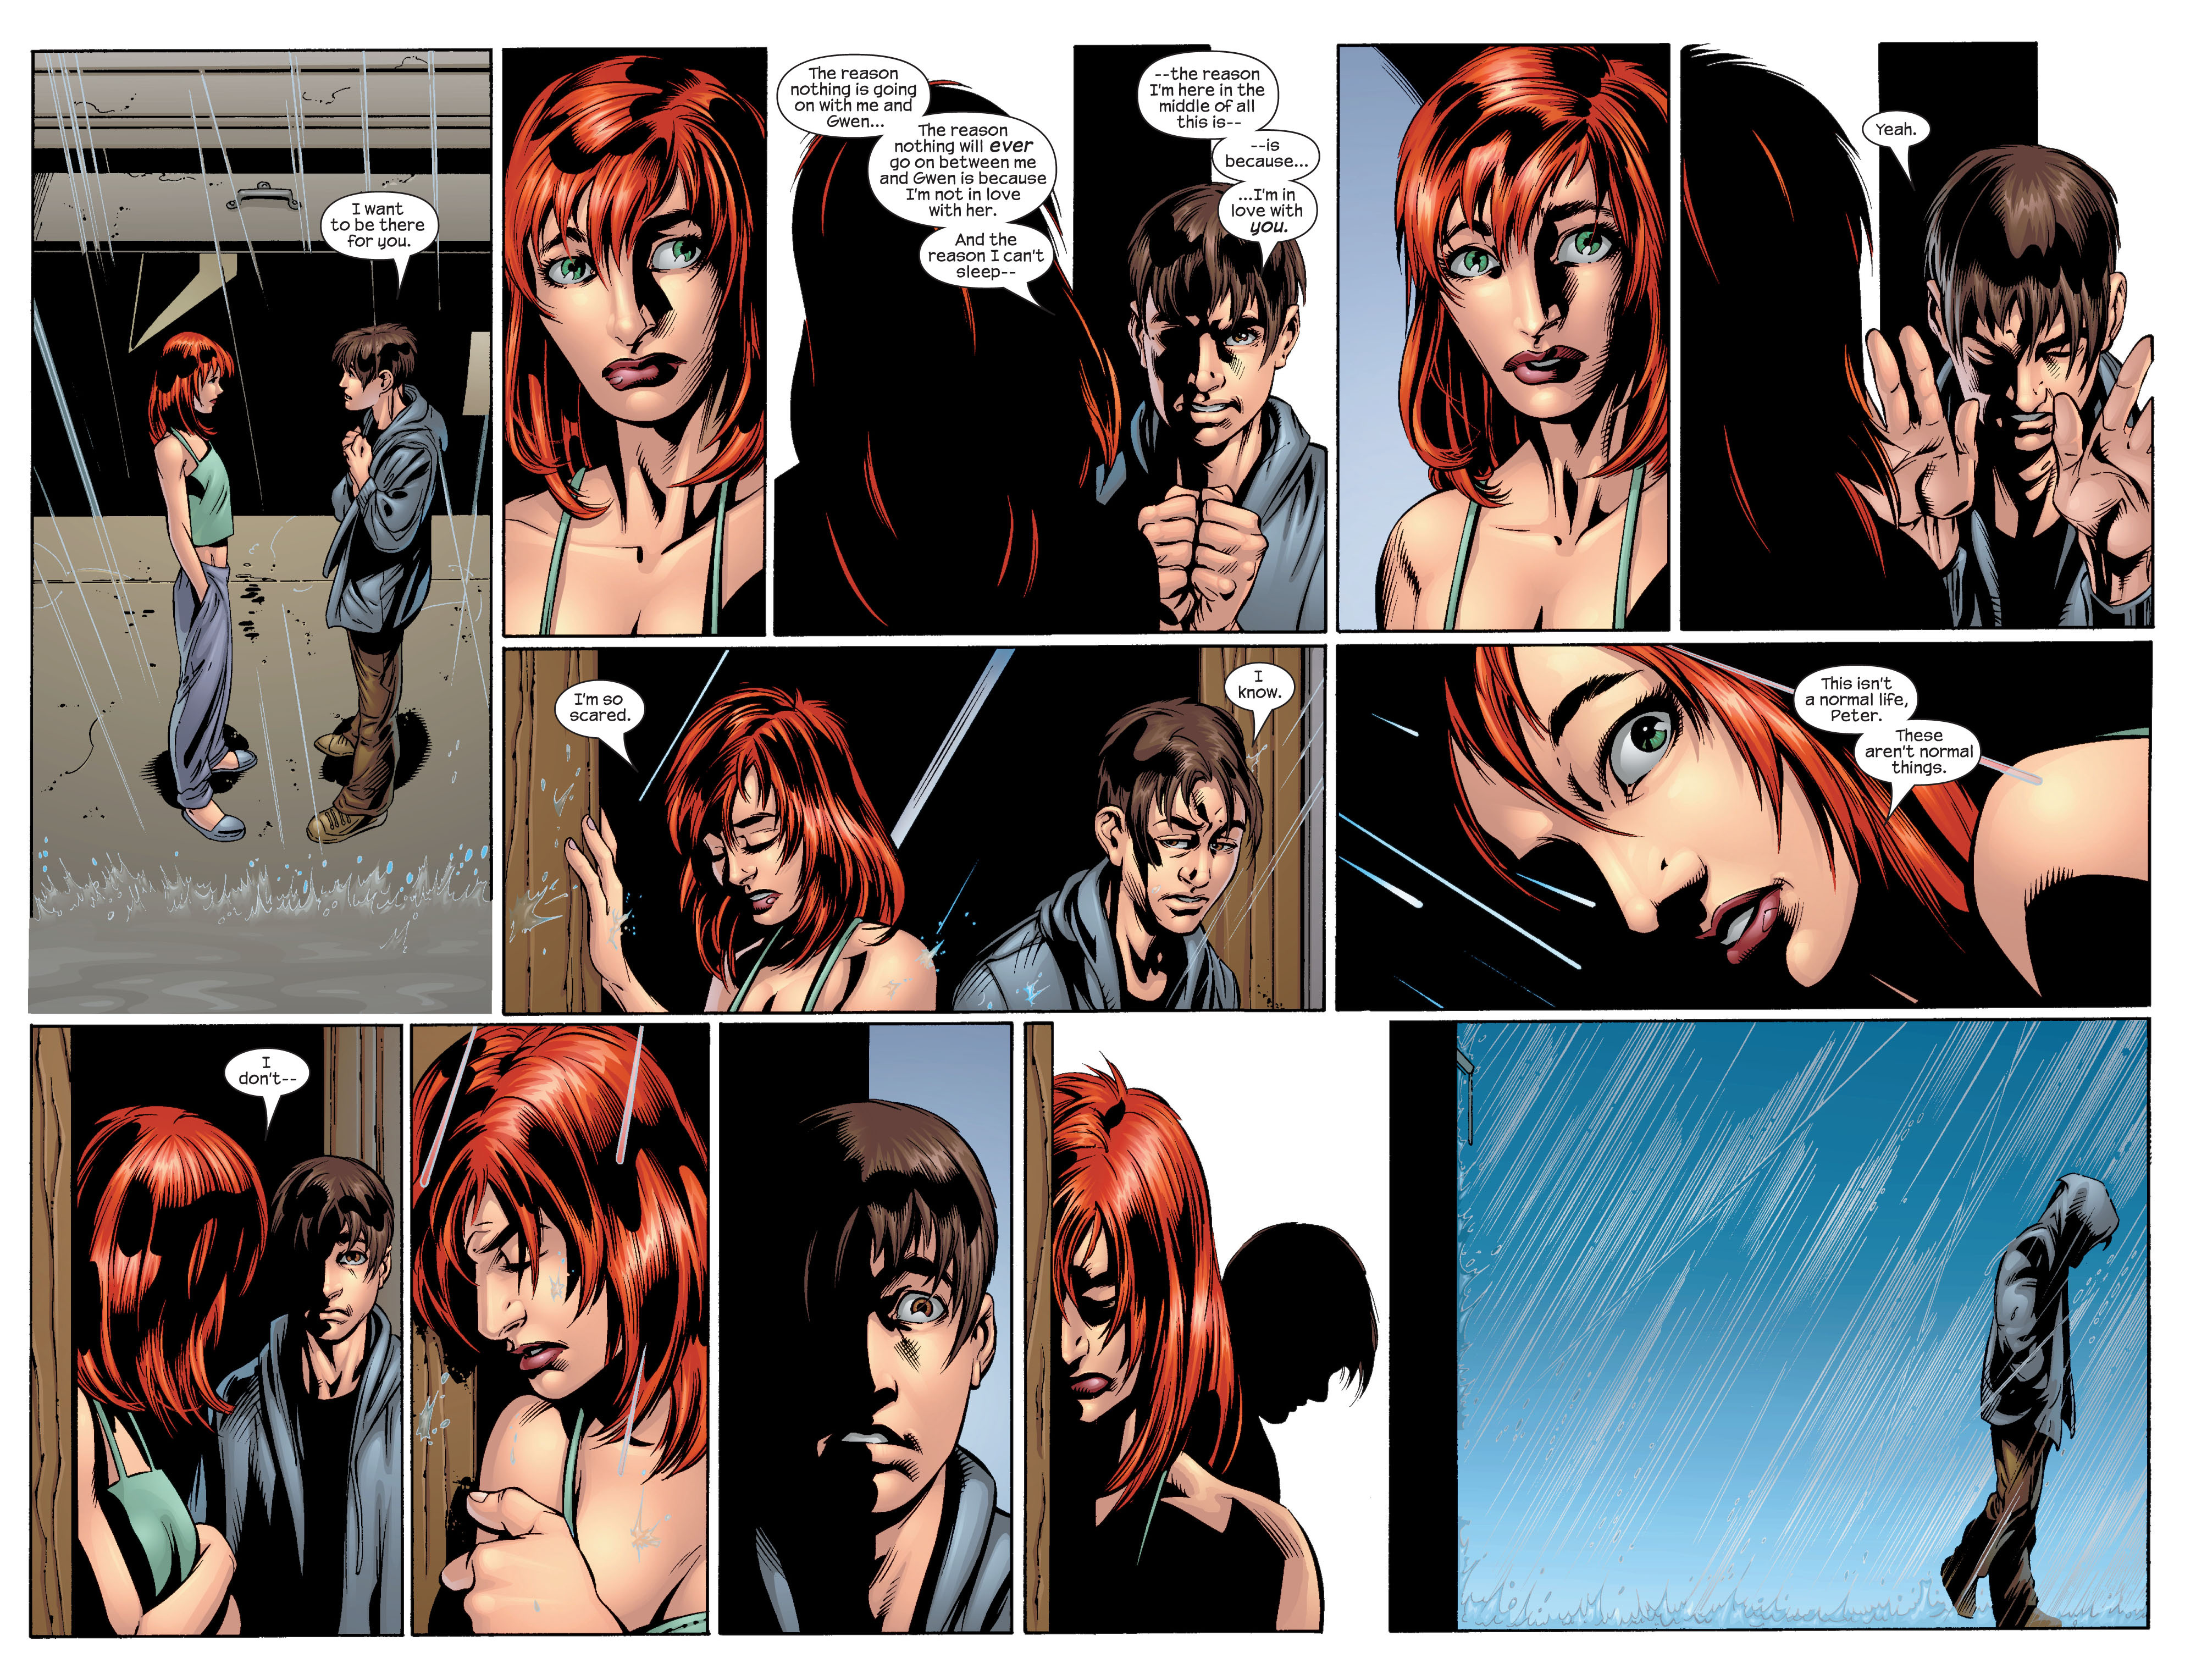 I want
to be there
for you.
The reason
nothing is going
on with me and
Gwen...
The reason
nothing will ever
go on between me
and Gwen is because
I'm not in love
with her.
And the
reason I can't
sleep--
--the reason
I'm here in the
middle of all
this is--
--is
because...
...I'm in
love with
you.
Yeah.
I'm so
scared.
I
know.
This isn't
a normal life,
Peter.
These
aren't normal
things.
I
don't--